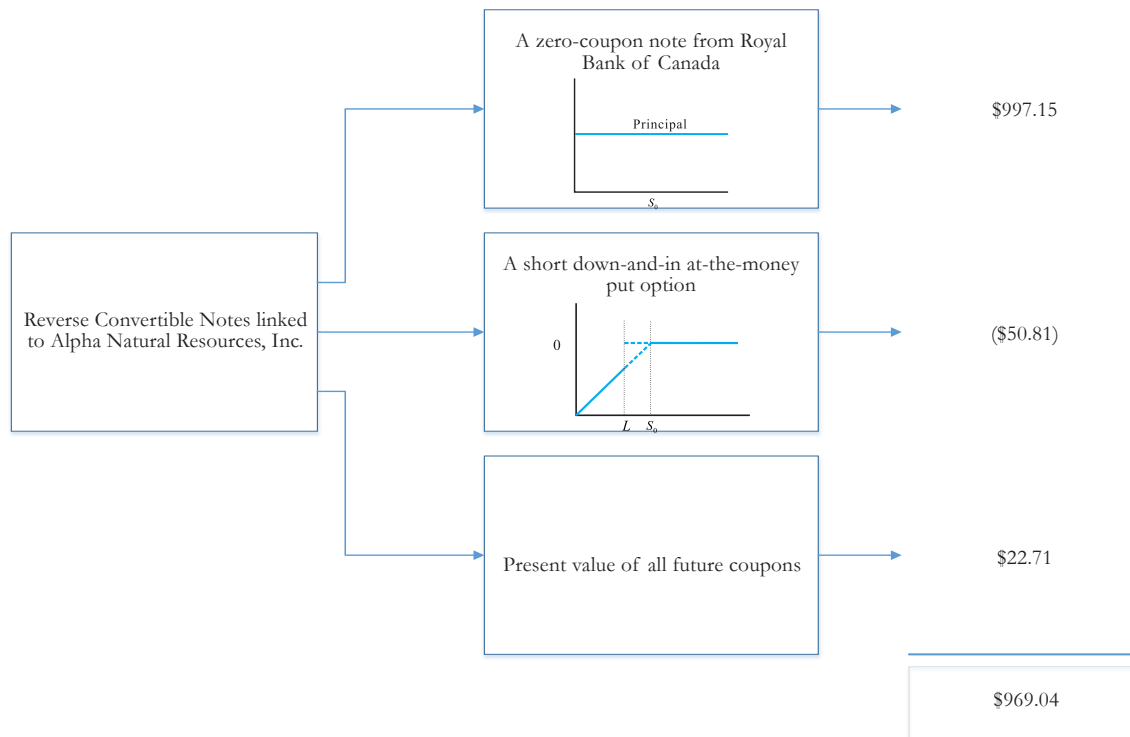 A zero-coupon note from Royal
Bank of Canada
Principal
S₀
$997.15
Reverse Convertible Notes linked
to Alpha Natural Resources, Inc.
A short down-and-in at-the-money
put option
0
L S₀
($50.81)
Present value of all future coupons
$22.71
$969.04